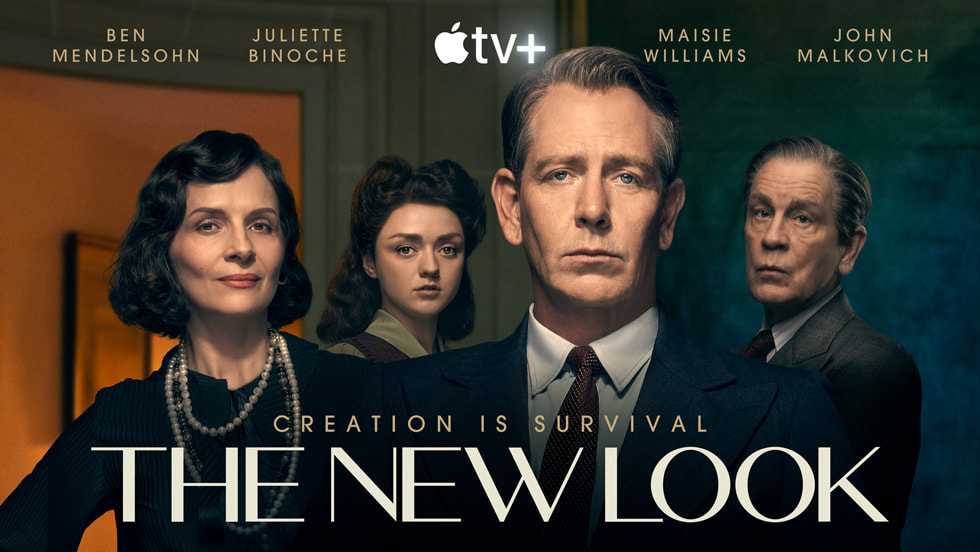 BEN
MENDELSOHN
JULIETTE
BINOCHE
tv+
MAISIE
WILLIAMS
JOHN
MALKOVICH
CREATION IS SURVIVAL
THE NEW LOOK